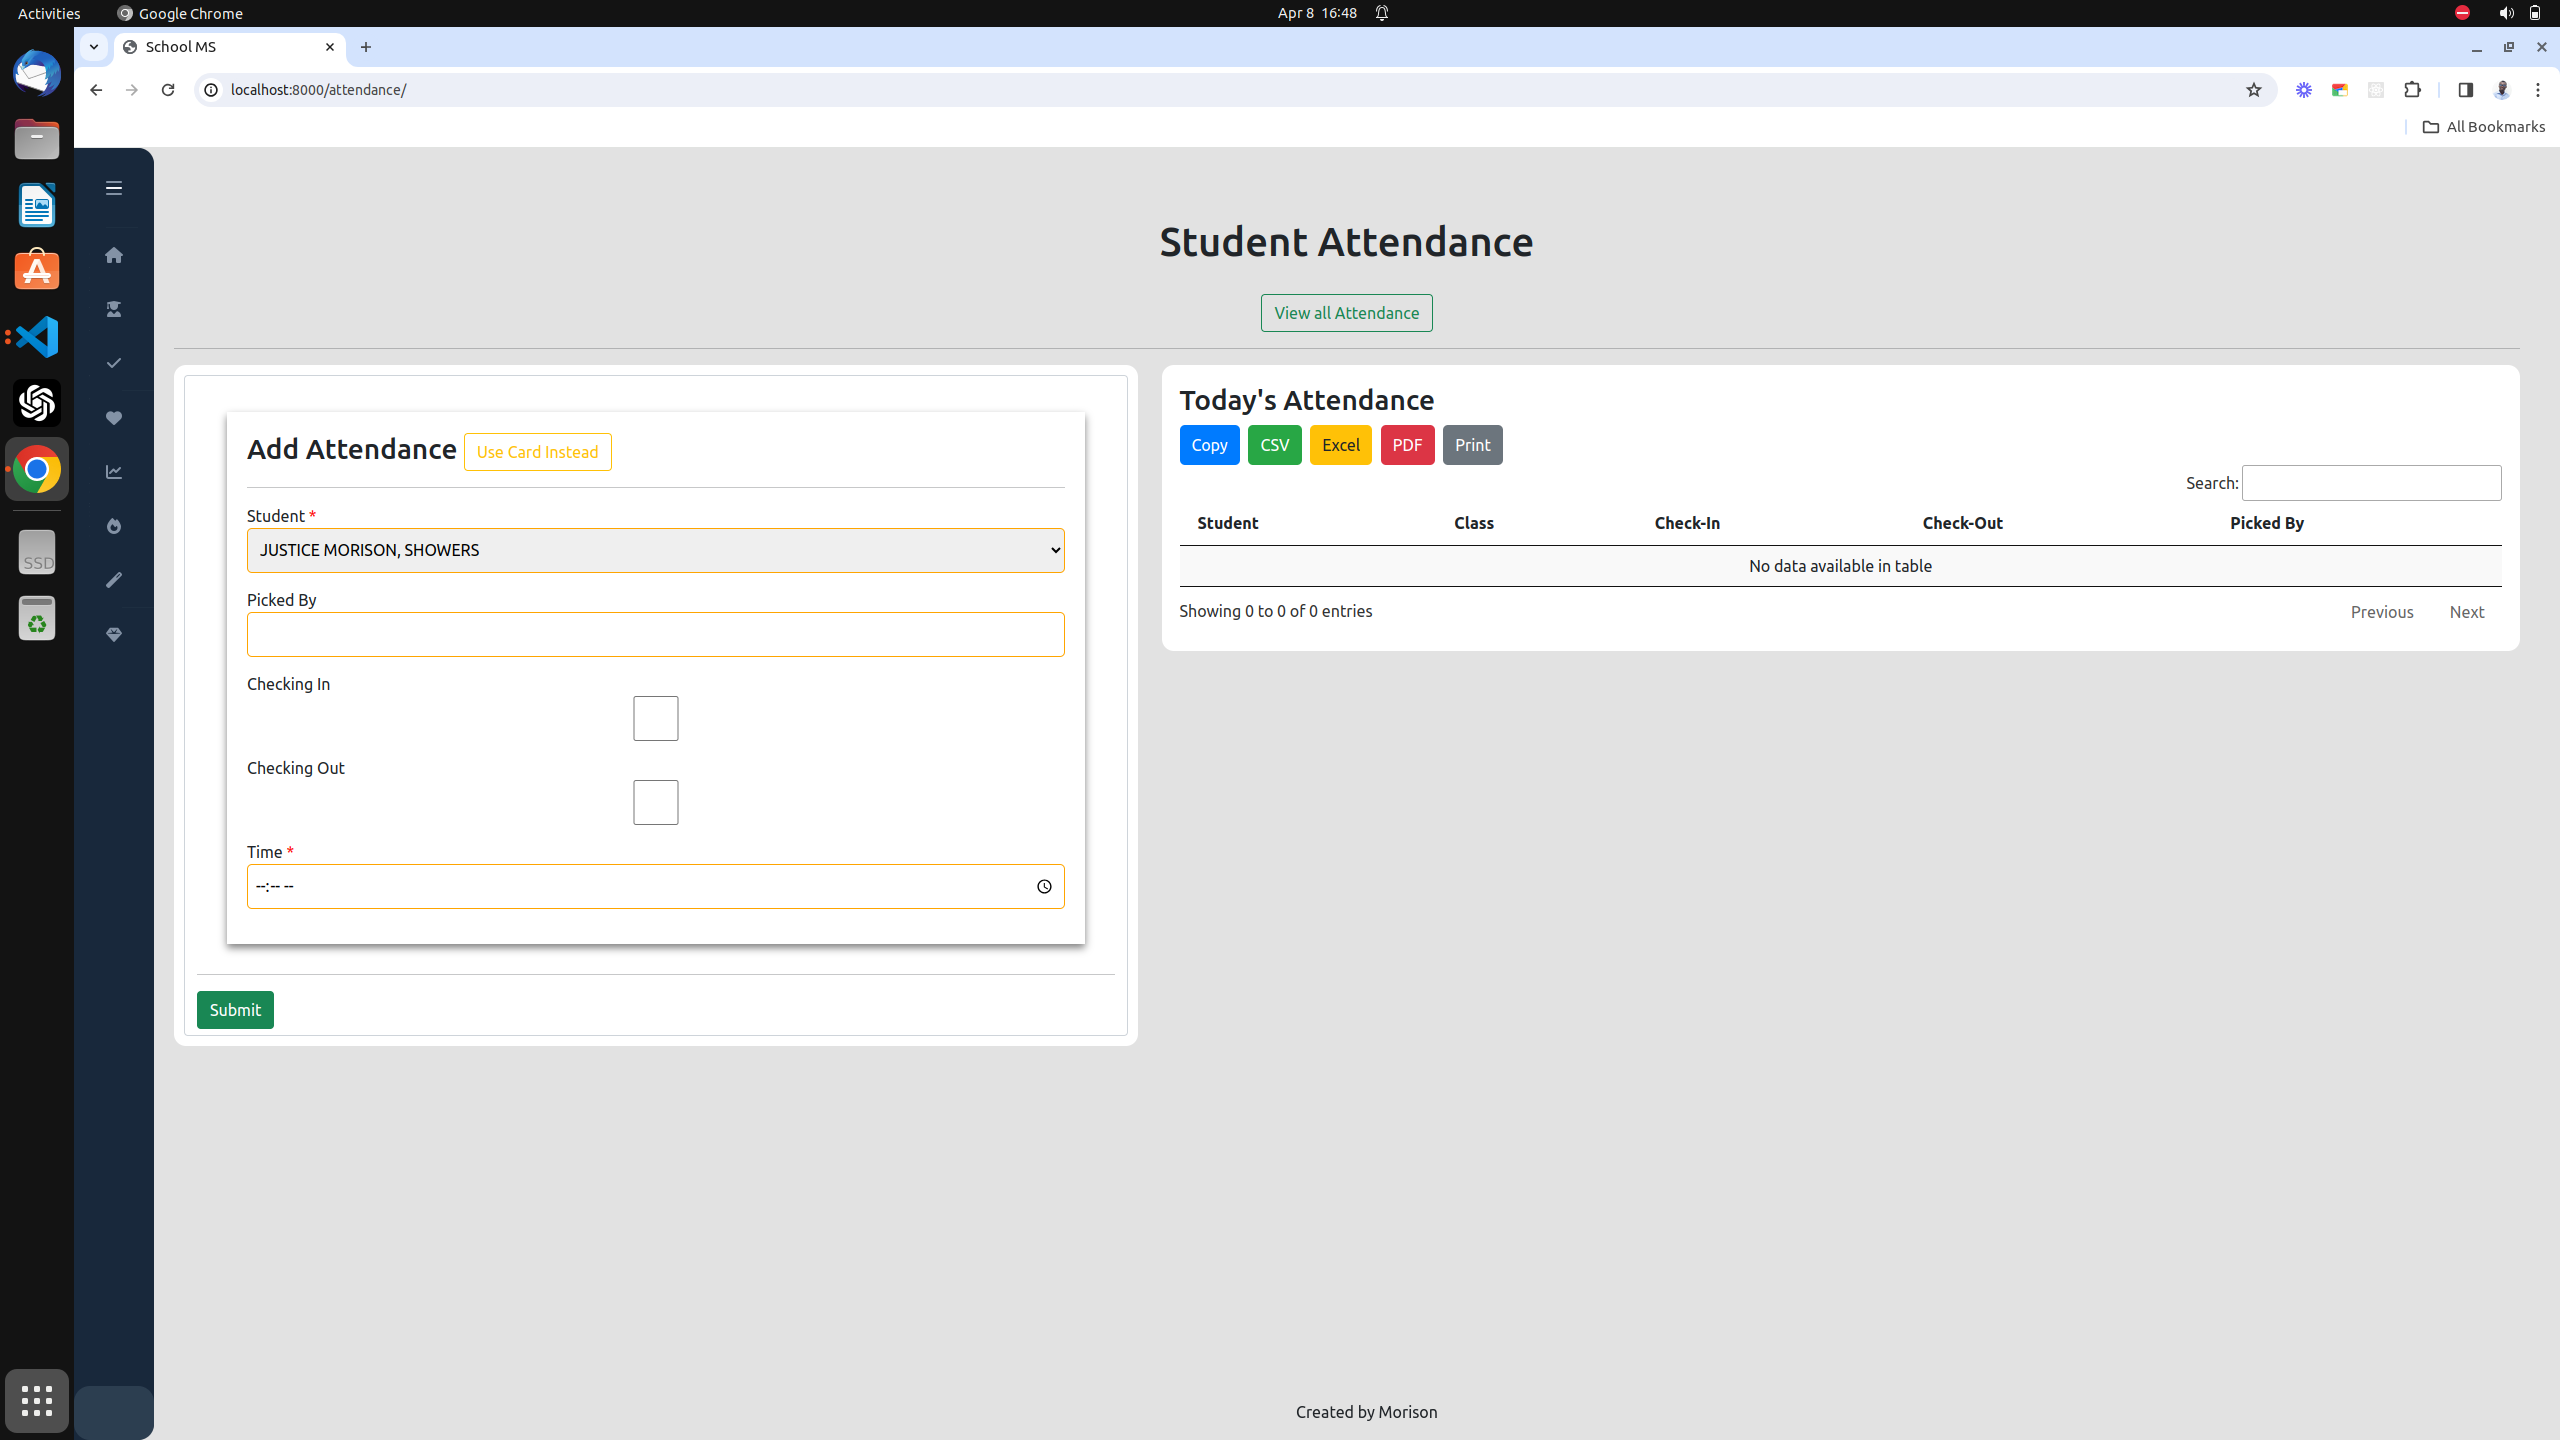 Activities
Google Chrome
Apr 8 16:48
School MS
localhost:8000/attendance/
All Bookmarks
Student Attendance
View all Attendance
Add Attendance Use Card Instead
Student *
JUSTICE MORISON, SHOWERS
Picked By
Checking In
Checking Out
Time *
--:-- --
Submit
Today's Attendance
Copy CSV Excel PDF Print
Search:
Student Class Check-In Check-Out Picked By
No data available in table
Showing 0 to 0 of 0 entries
Previous Next
SSD
Created by Morison